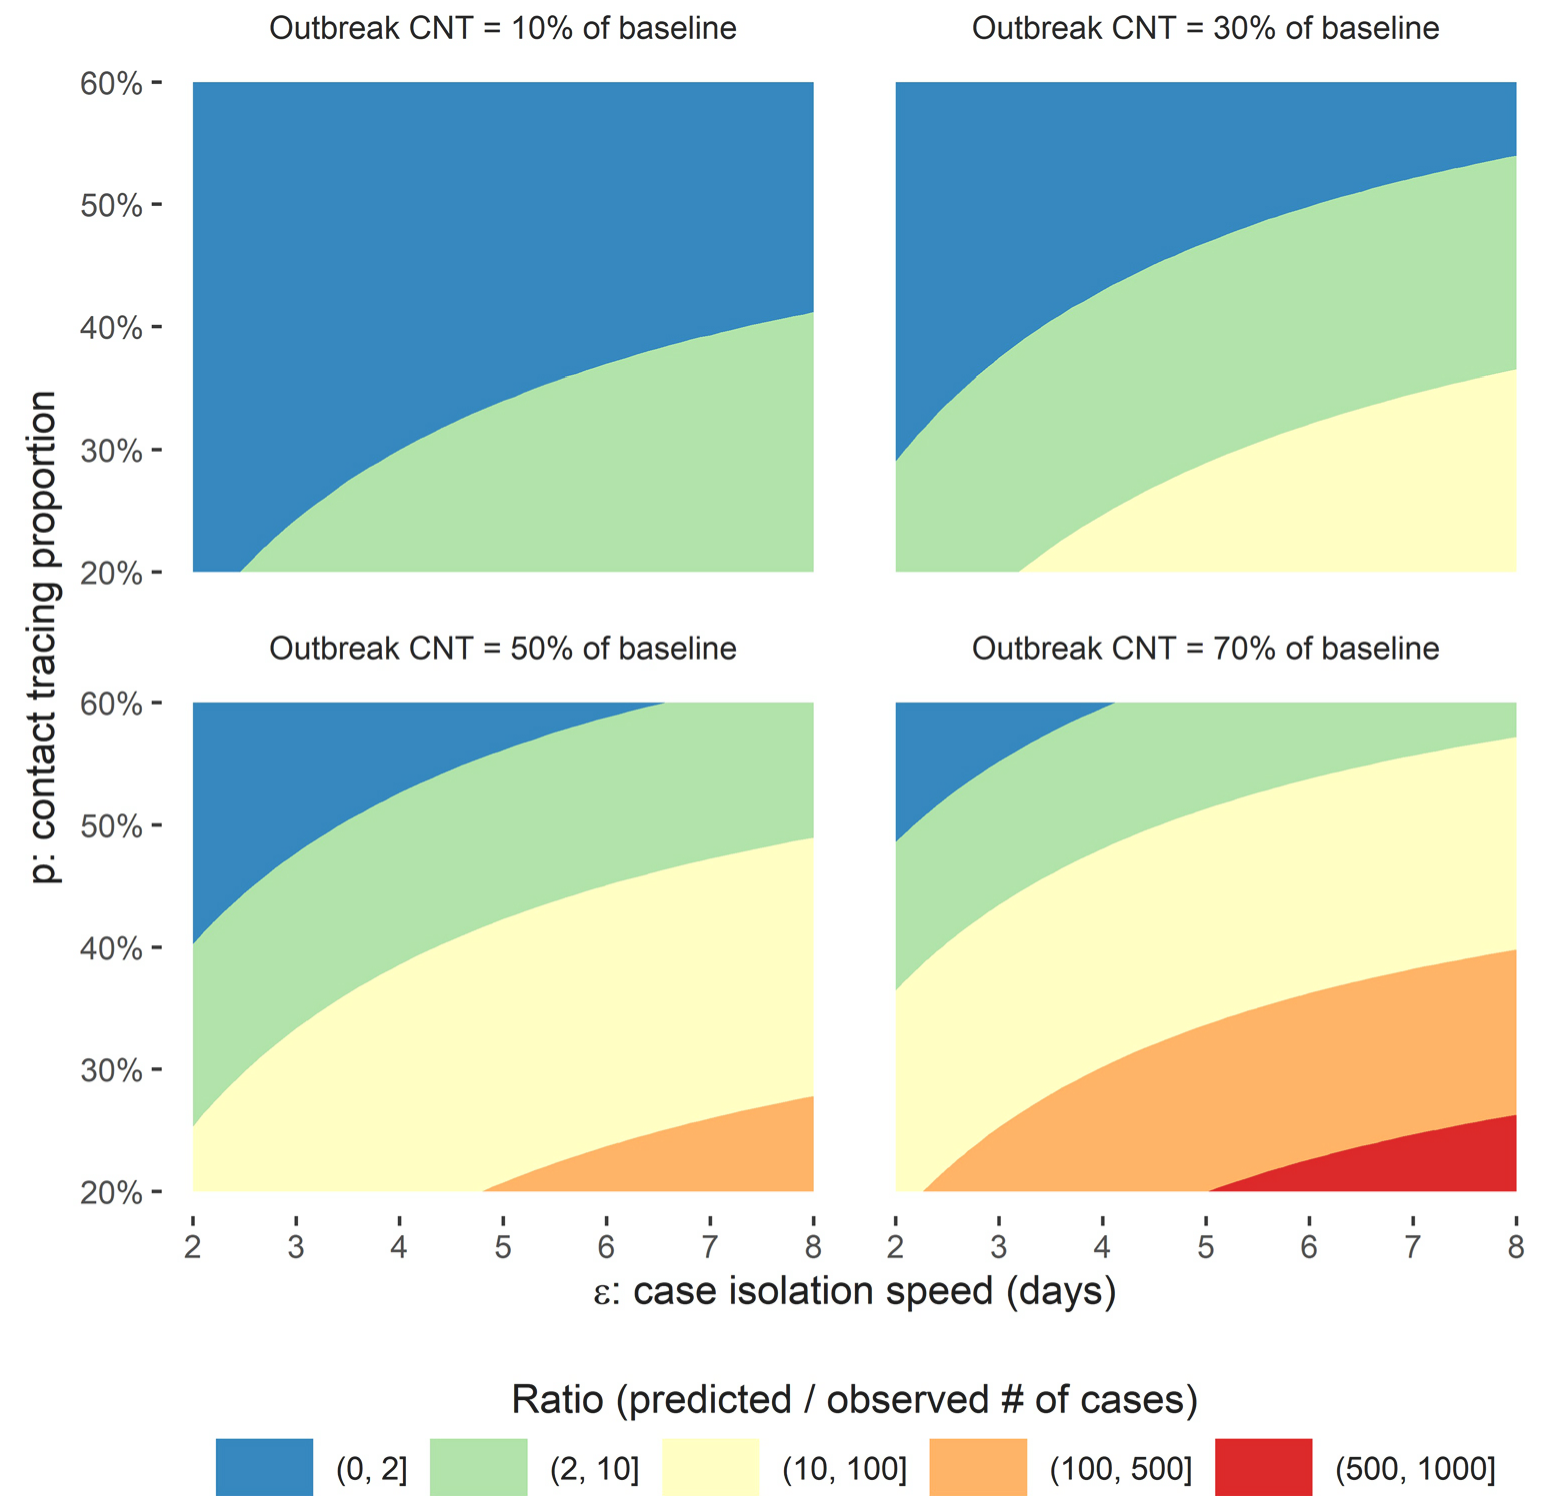 Outbreak CNT = 10% of baseline
Outbreak CNT = 30% of baseline
60%
50%
40%
30%
20%
p: contact tracing proportion
Outbreak CNT = 50% of baseline
Outbreak CNT = 70% of baseline
60%
50%
40%
30%
20%
2 3 4 5 6 7 8
2 3 4 5 6 7 8
ε: case isolation speed (days)
Ratio (predicted / observed # of cases)
(0, 2] (2, 10] (10, 100] (100, 500] (500, 1000]